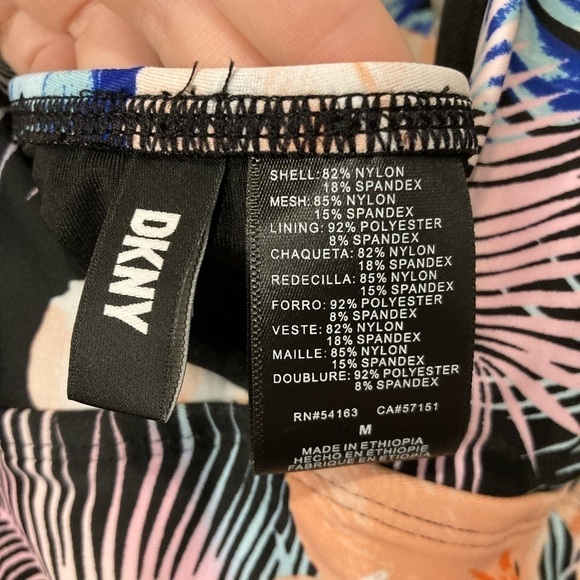 DKNY
SHELL: 82% NYLON
18% SPANDEX
MESH: 85% NYLON
15% SPANDEX
LINING: 92% POLYESTER
8% SPANDEX
CHAQUETA: 82% NYLON
18% SPANDEX
REDECILLA: 85% NYLON
15% SPANDEX
FORRO: 92% POLYESTER
8% SPANDEX
VESTE: 82% NYLON
18% SPANDEX
MAILLE: 85% NYLON
15% SPANDEX
DOUBLURE: 92% POLYESTER
8% SPANDEX
RN#54163 CA#57151
M
MADE IN ETHIOPIA
HECHO EN ETIOPIA
FABRIQUE EN ETIOPIA